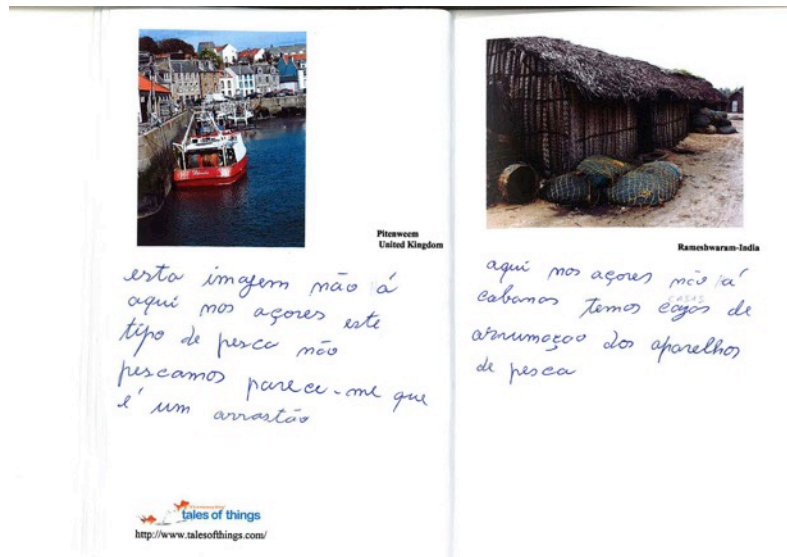 Pitenweem
United Kingdom
esta imagem não á
aqui nos açores este
tipo de pesca não
pescamos parece-me que
é um arrastão
tales of things
http://www.talesofthings.com/
Rameshwaram-India
aqui nos açores não á
cabanas temos casas de
arrumaçoo dos aparelhos
de pesca